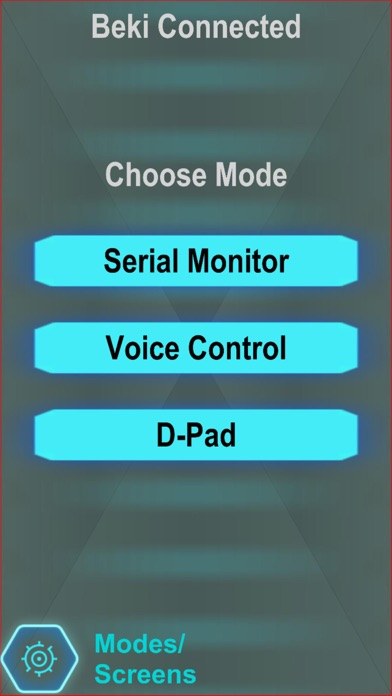 Beki Connected
Choose Mode
Serial Monitor
Voice Control
D-Pad
Modes/
Screens